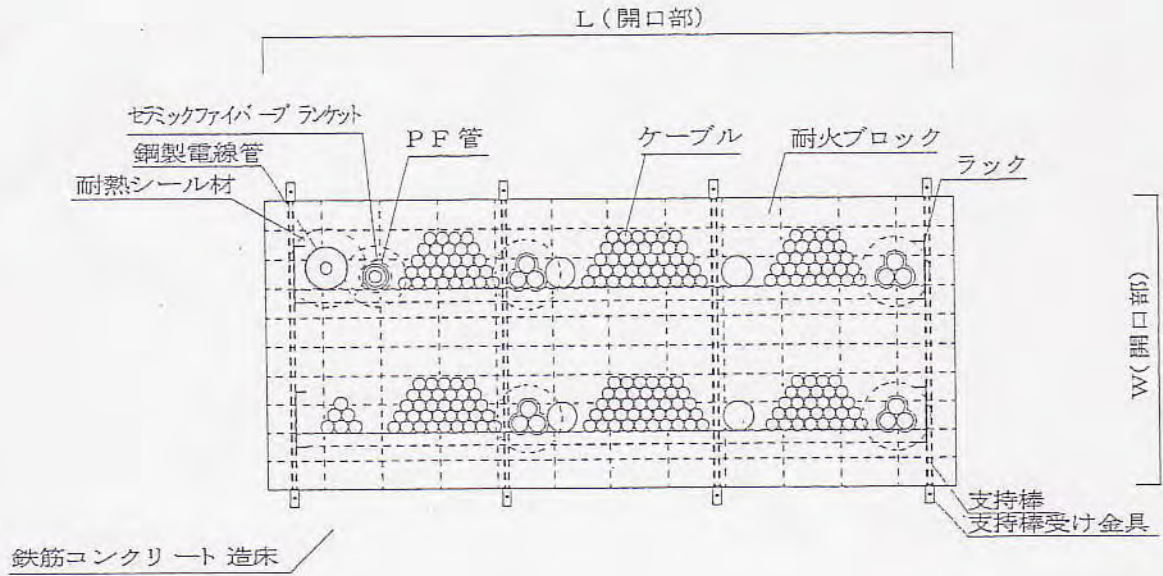 L(開口部)
セラミックファイバーブランケット
鋼製電線管
耐熱シール材
PF管
ケーブル
耐火ブロック
ラック
W(開口部)
支持棒
支持棒受け金具
鉄筋コンクリート造床